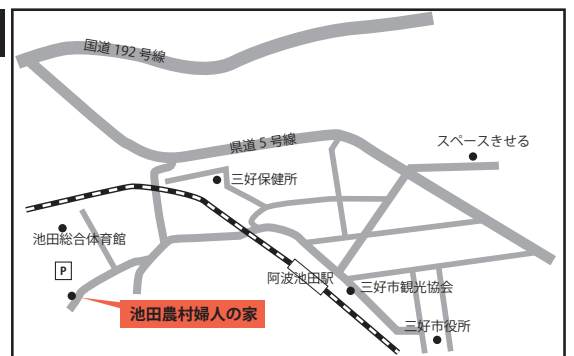 国道 192 号線
県道 5 号線
スペースきせる
三好保健所
池田総合体育館
P
阿波池田駅
三好市観光協会
池田農村婦人の家
三好市役所